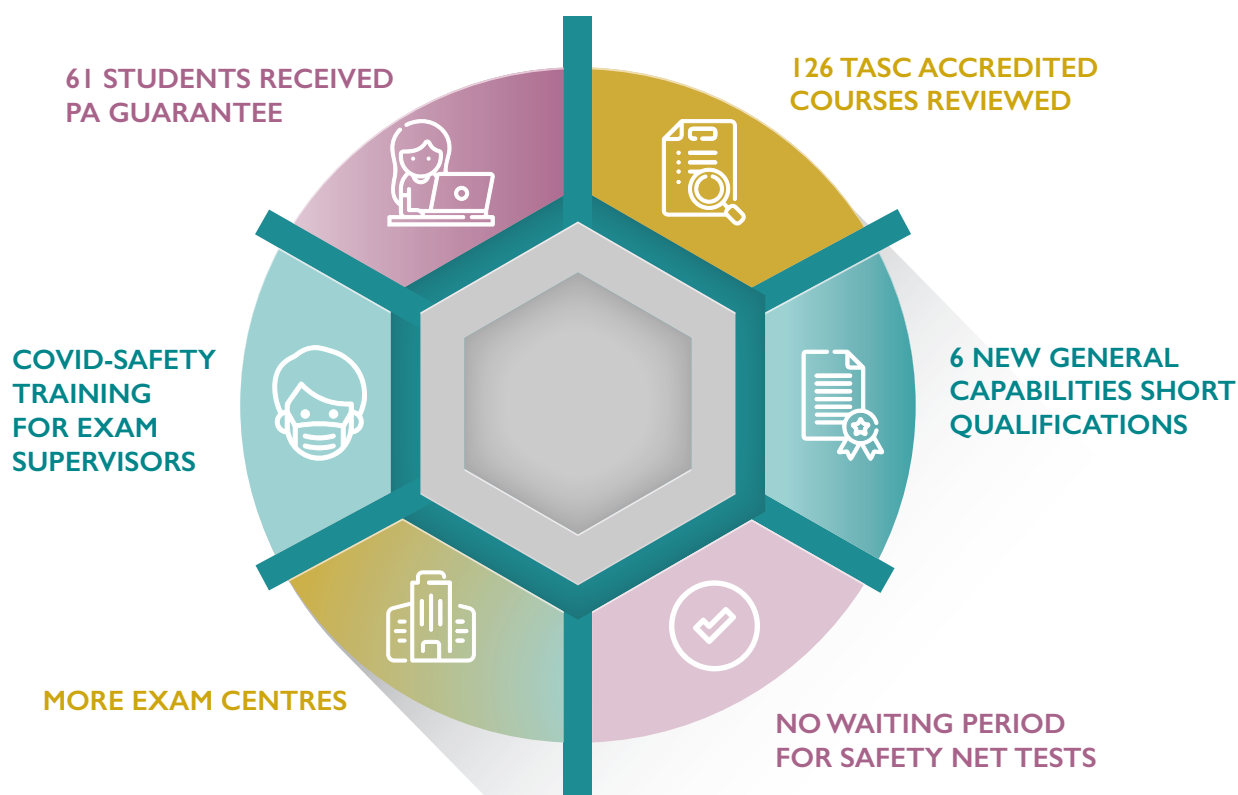 61 STUDENTS RECEIVED
PA GUARANTEE
126 TASC ACCREDITED
COURSES REVIEWED
COVID-SAFETY
TRAINING
FOR EXAM
SUPERVISORS
6 NEW GENERAL
CAPABILITIES SHORT
QUALIFICATIONS
MORE EXAM CENTRES
NO WAITING PERIOD
FOR SAFETY NET TESTS